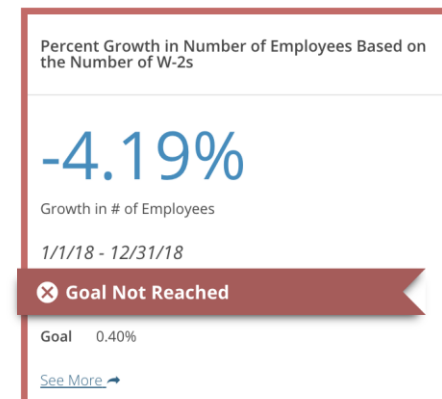 Percent Growth in Number of Employees Based on
the Number of W-2s
-4.19%
Growth in # of Employees
1/1/18 - 12/31/18
Goal Not Reached
Goal 0.40%
See More